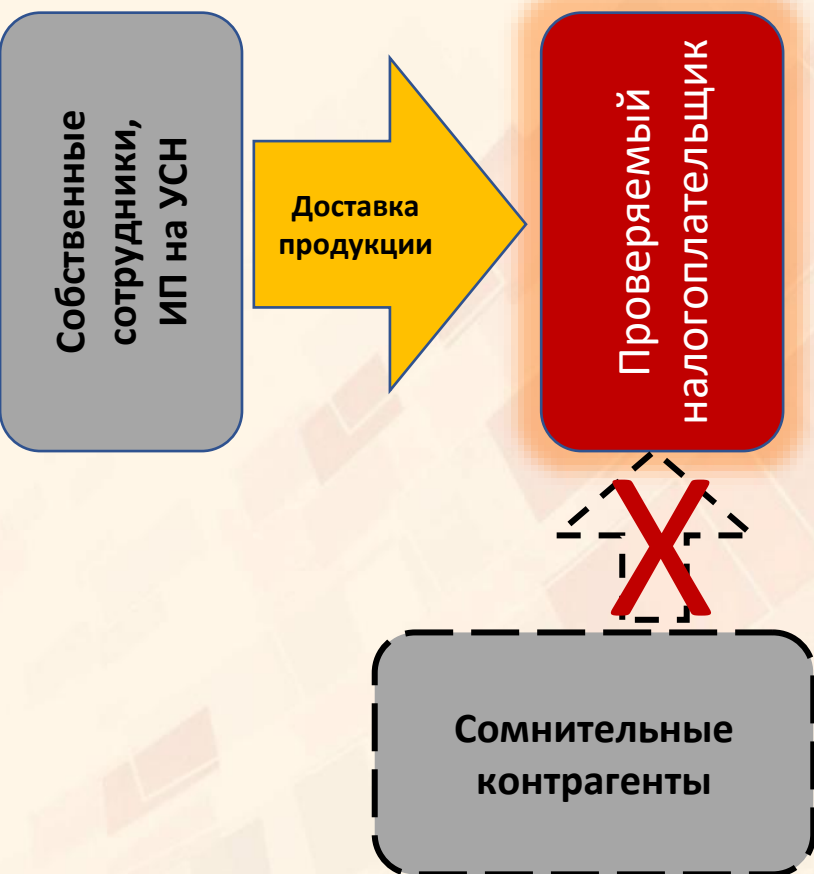 Собственные
сотрудники,
ИП на УСН
Доставка
продукции
Проверяемый
налогоплательщик
Сомнительные
контрагенты